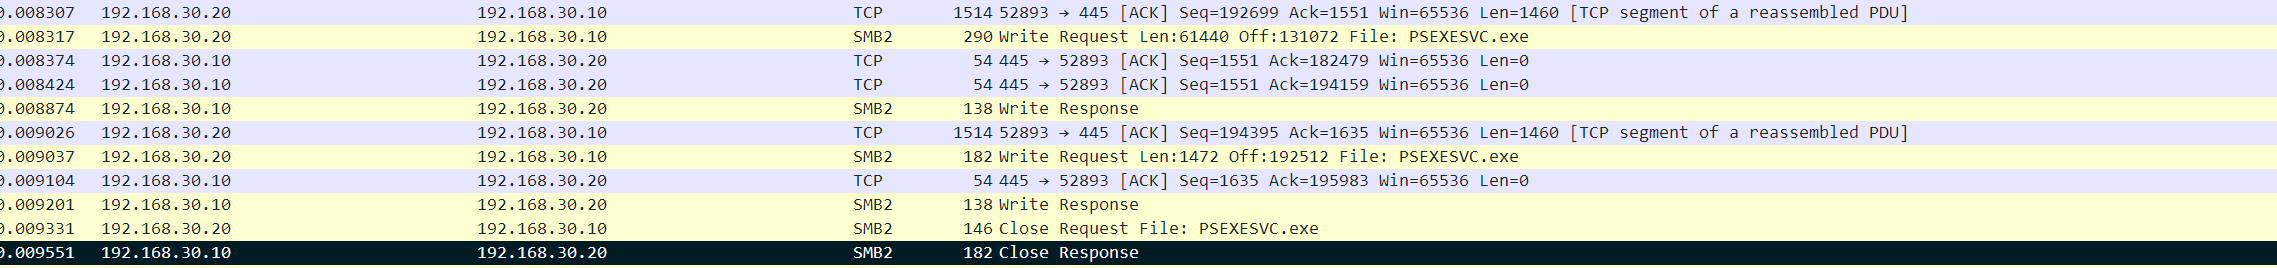 0.008307 192.168.30.20 192.168.30.10 TCP 1514 52893 → 445 [ACK] Seq=192699 Ack=1551 Win=65536 Len=1460 [TCP segment of a reassembled PDU]
0.008317 192.168.30.20 192.168.30.10 SMB2 290 Write Request Len:61440 Off:131072 File: PSEXESVC.exe
0.008374 192.168.30.10 192.168.30.20 TCP 54 445 → 52893 [ACK] Seq=1551 Ack=182479 Win=65536 Len=0
0.008424 192.168.30.10 192.168.30.20 TCP 54 445 → 52893 [ACK] Seq=1551 Ack=194159 Win=65536 Len=0
0.008874 192.168.30.10 192.168.30.20 SMB2 138 Write Response
0.009026 192.168.30.20 192.168.30.10 TCP 1514 52893 → 445 [ACK] Seq=194395 Ack=1635 Win=65536 Len=1460 [TCP segment of a reassembled PDU]
0.009037 192.168.30.20 192.168.30.10 SMB2 182 Write Request Len:1472 Off:192512 File: PSEXESVC.exe
0.009104 192.168.30.10 192.168.30.20 TCP 54 445 → 52893 [ACK] Seq=1635 Ack=195983 Win=65536 Len=0
0.009201 192.168.30.10 192.168.30.20 SMB2 138 Write Response
0.009331 192.168.30.20 192.168.30.10 SMB2 146 Close Request File: PSEXESVC.exe
0.009551 192.168.30.10 192.168.30.20 SMB2 182 Close Response